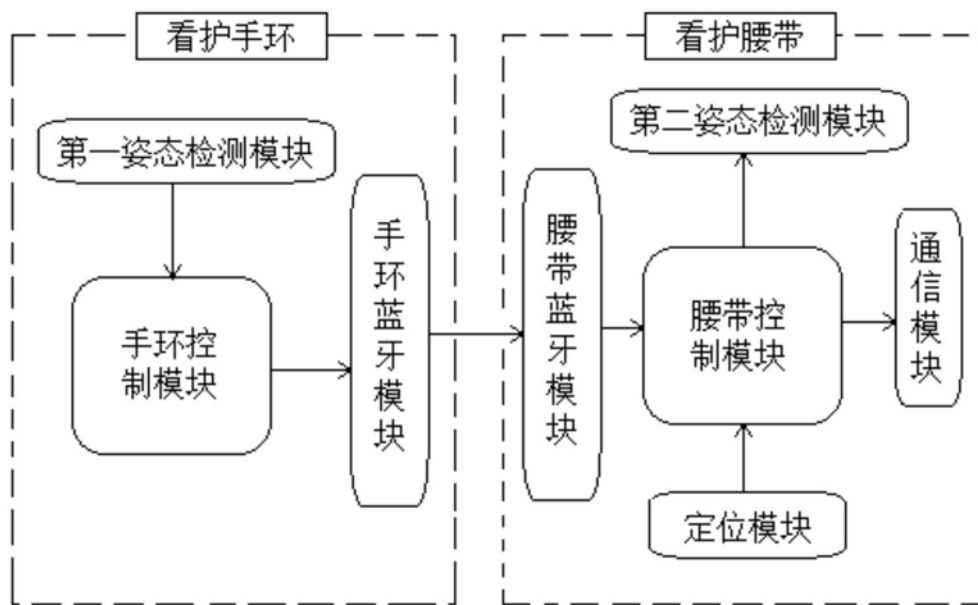 看护手环
看护腰带
第一姿态检测模块
第二姿态检测模块
手环控
制模块
手环蓝牙模块
腰带蓝牙模块
腰带控
制模块
通信模块
定位模块